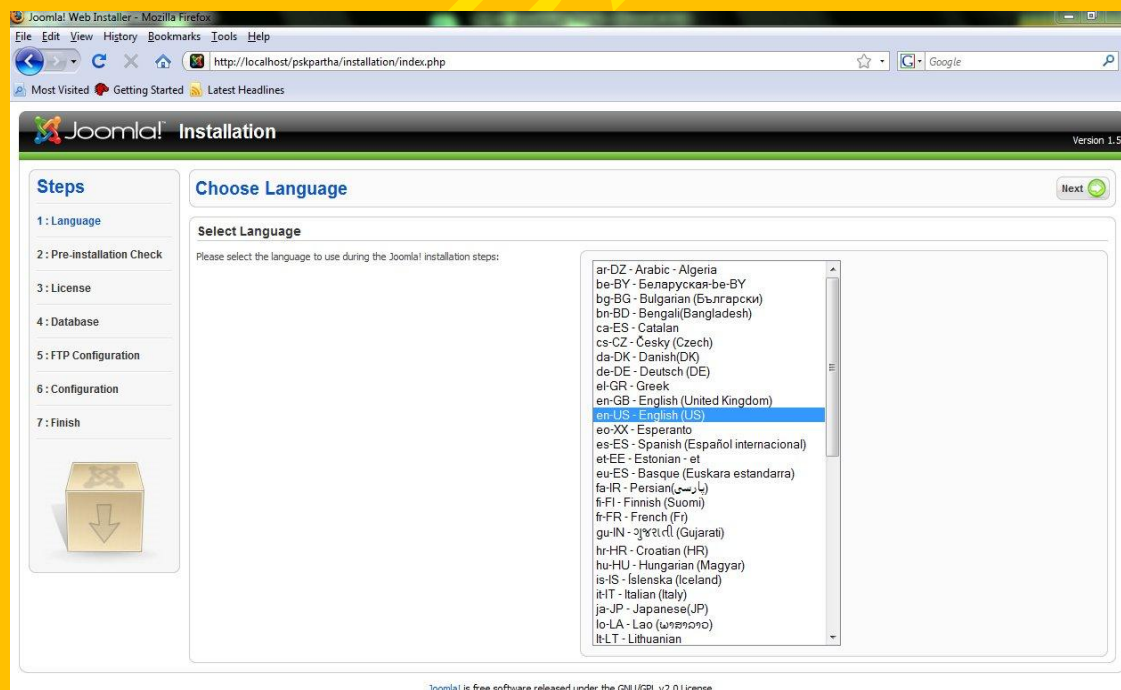 Joomla! Web Installer - Mozilla Firefox
File Edit View History Bookmarks Tools Help
http://localhost/pskpartha/installation/index.php
G Google
Most Visited Getting Started Latest Headlines
Joomla! Installation
Version 1.5
Steps
1 : Language
2 : Pre-installation Check
3 : License
4 : Database
5 : FTP Configuration
6 : Configuration
7 : Finish
Choose Language
Next
Select Language
Please select the language to use during the Joomla! installation steps:
ar-DZ - Arabic - Algeria
be-BY - Беларуская-be-BY
bg-BG - Bulgarian (Български)
bn-BD - Bengali(Bangladesh)
ca-ES - Catalan
cs-CZ - Česky (Czech)
da-DK - Danish(DK)
de-DE - Deutsch (DE)
el-GR - Greek
en-GB - English (United Kingdom)
en-US - English (US)
eo-XX - Esperanto
es-ES - Spanish (Español internacional)
et-EE - Estonian - et
eu-ES - Basque (Euskara estandarra)
fa-IR - Persian(پارسی)
fi-FI - Finnish (Suomi)
fr-FR - French (Fr)
gu-IN - ગુજરાતી (Gujarati)
hr-HR - Croatian (HR)
hu-HU - Hungarian (Magyar)
is-IS - Íslenska (Iceland)
it-IT - Italian (Italy)
ja-JP - Japanese(JP)
lo-LA - Lao (ພາສາລາວ)
lt-LT - Lithuanian
Joomla! is free software released under the GNU/GPL v2.0 License.